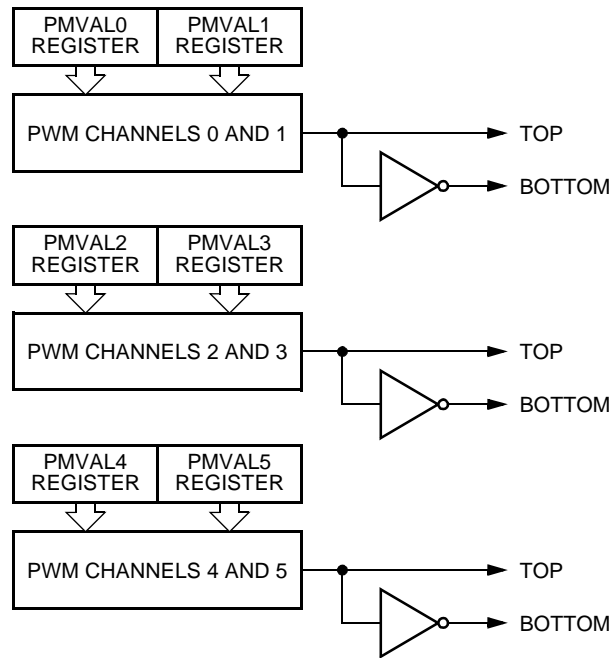 PMVAL0 REGISTER
PMVAL1 REGISTER
PWM CHANNELS 0 AND 1
TOP
BOTTOM
PMVAL2 REGISTER
PMVAL3 REGISTER
PWM CHANNELS 2 AND 3
TOP
BOTTOM
PMVAL4 REGISTER
PMVAL5 REGISTER
PWM CHANNELS 4 AND 5
TOP
BOTTOM